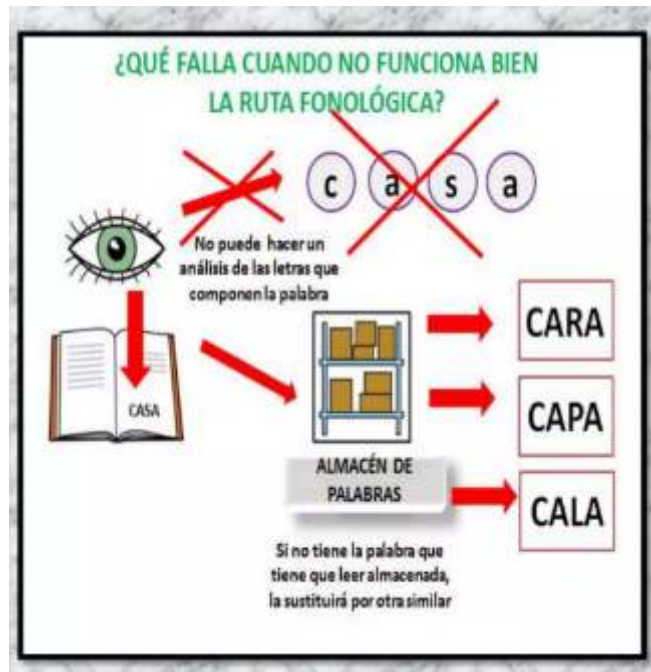 ¿QUÉ FALLA CUANDO NO FUNCIONA BIEN
LA RUTA FONOLÓGICA?
c a s a
No puede hacer un
análisis de las letras que
componen la palabra
CASA
CARA
CAPA
CALA
ALMACÉN DE
PALABRAS
Si no tiene la palabra que
tiene que leer almacenada,
la sustituirá por otra similar